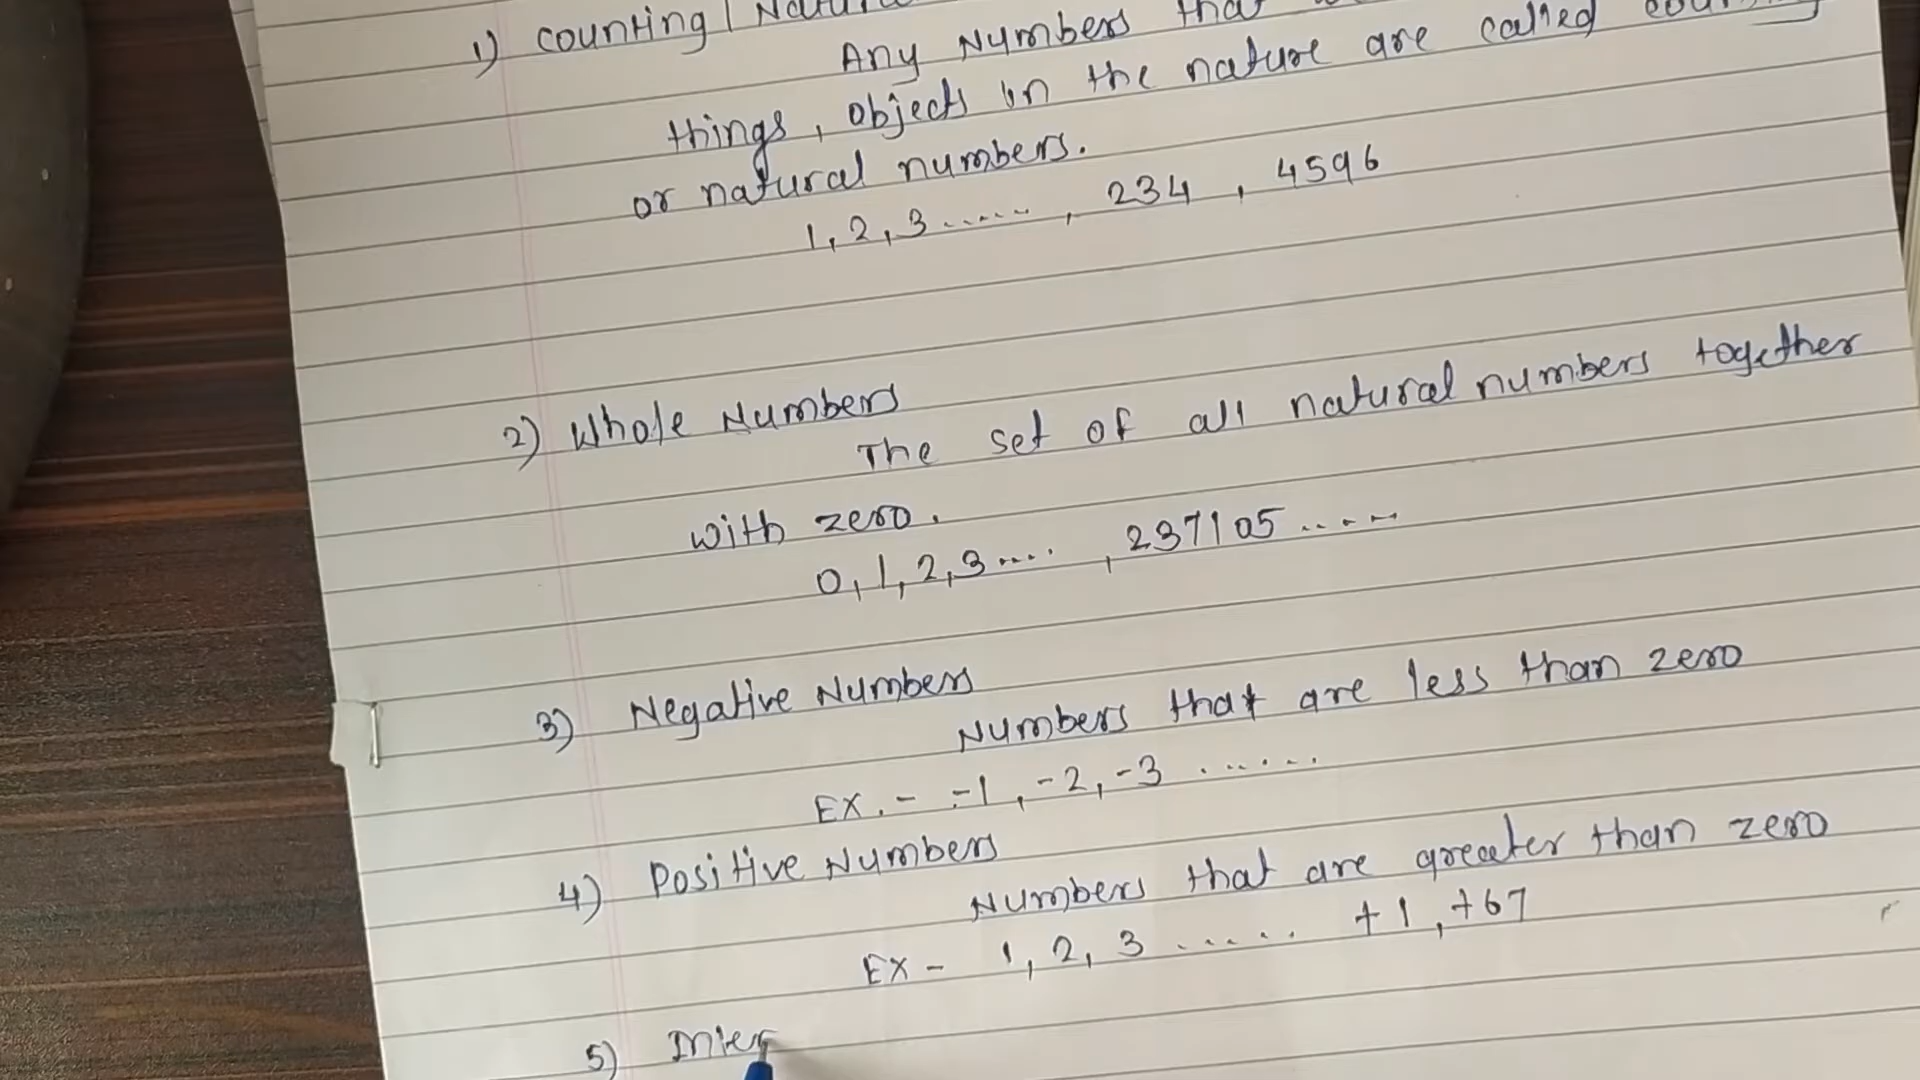 1) counting | Natura
Any Numbers that
things, objects in the nature are called
or natural numbers.
1, 2, 3 ......, 234, 4596
2) Whole Numbers
The set of all natural numbers together
with zero.
0, 1, 2, 3 ...., 237105 .....
3) Negative Numbers
Numbers that are less than zero
EX. - -1, -2, -3 ......
4) Positive Numbers
Numbers that are greater than zero
EX - 1, 2, 3 ...... +1, +67
5) Inter